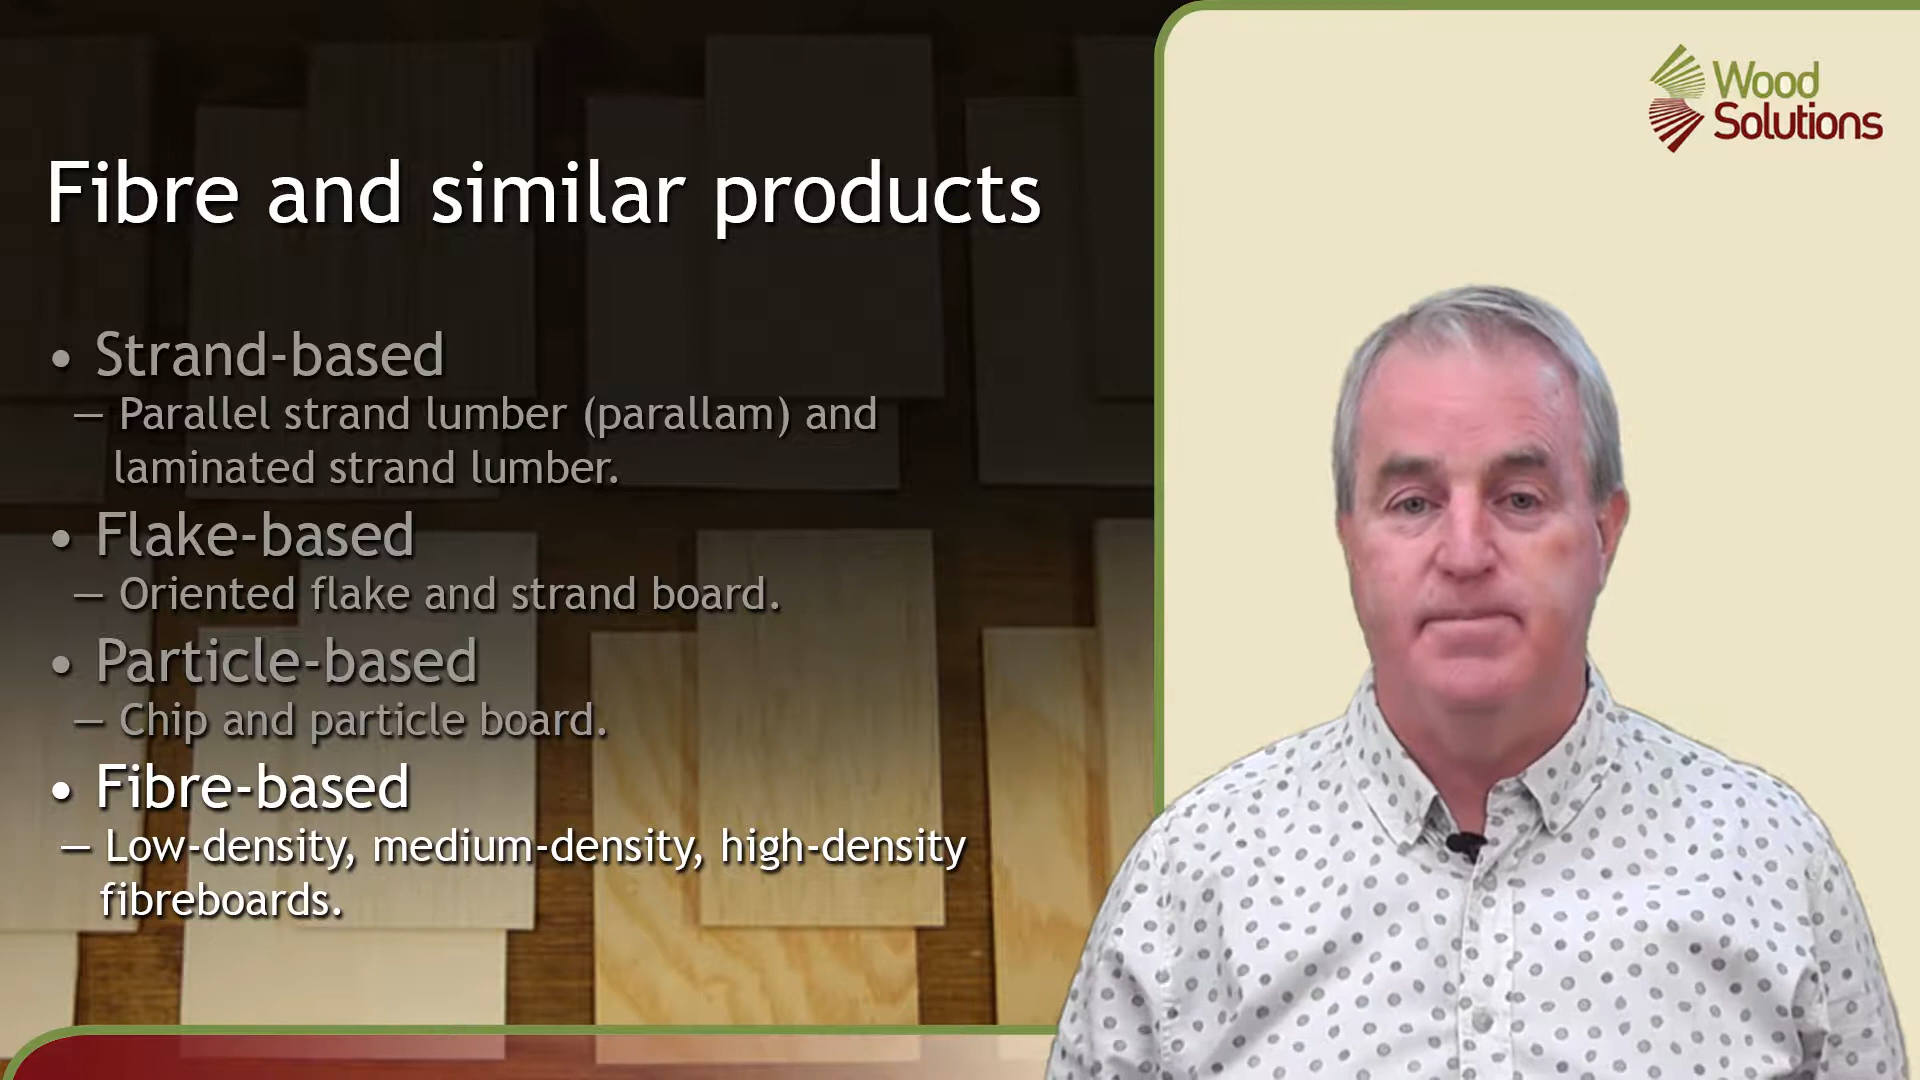 Wood
Solutions
Fibre and similar products
• Strand-based
— Parallel strand lumber (parallam) and
laminated strand lumber.
• Flake-based
— Oriented flake and strand board.
• Particle-based
— Chip and particle board.
• Fibre-based
— Low-density, medium-density, high-density
fibreboards.